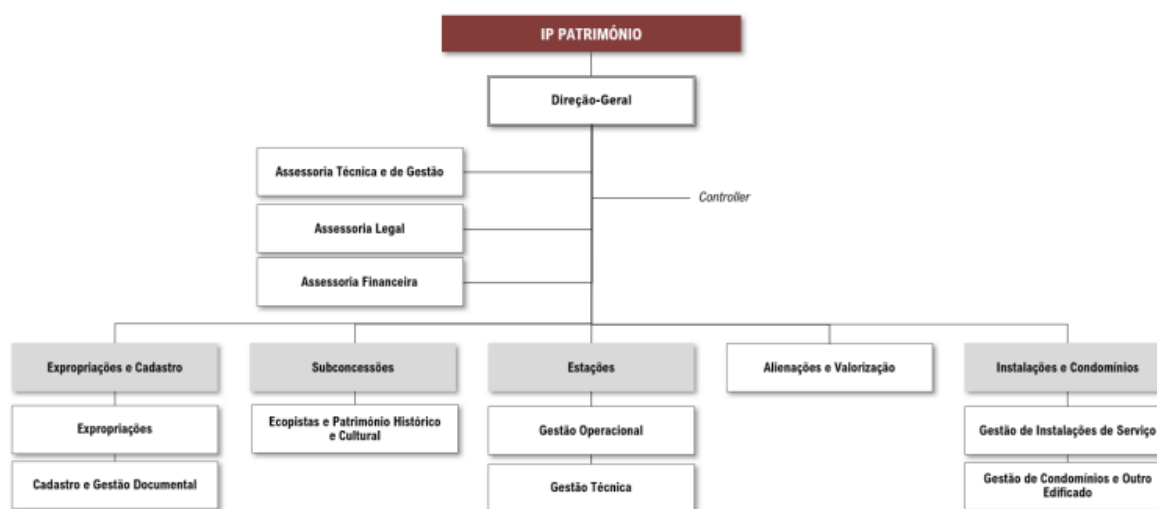 IP PATRIMÓNIO
Direção-Geral
Assessoria Técnica e de Gestão
Controller
Assessoria Legal
Assessoria Financeira
Expropriações e Cadastro
Subconcessões
Estações
Alienações e Valorização
Instalações e Condomínios
Expropriações
Ecopistas e Património Histórico
e Cultural
Gestão Operacional
Gestão de Instalações de Serviço
Cadastro e Gestão Documental
Gestão Técnica
Gestão de Condomínios e Outro
Edificado